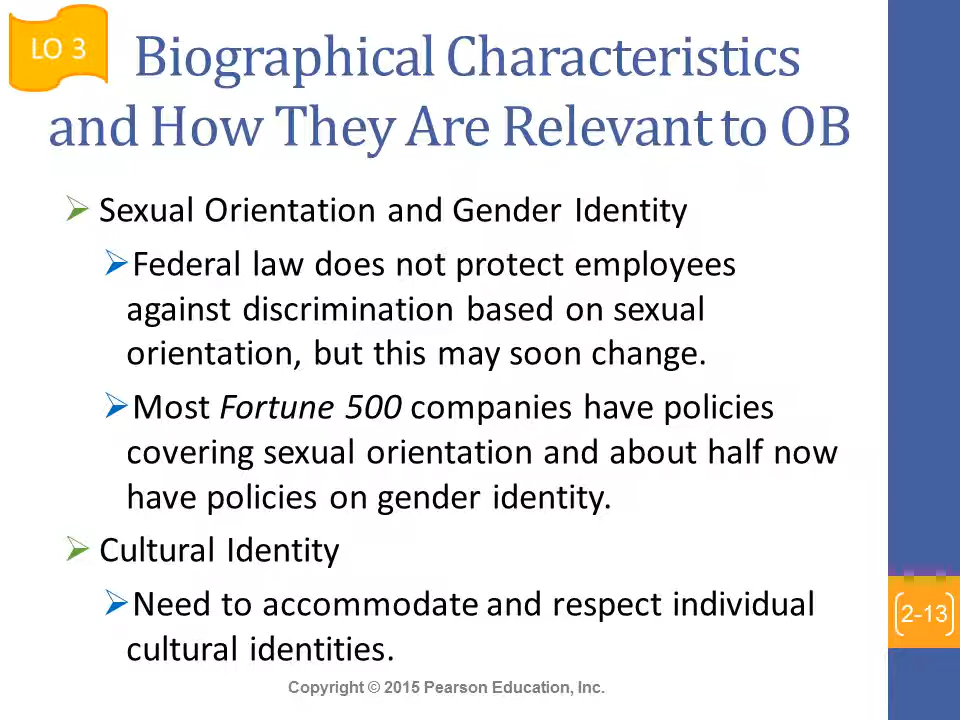 LO 3
Biographical Characteristics
and How They Are Relevant to OB
Sexual Orientation and Gender Identity
Federal law does not protect employees
against discrimination based on sexual
orientation, but this may soon change.
Most Fortune 500 companies have policies
covering sexual orientation and about half now
have policies on gender identity.
Cultural Identity
Need to accommodate and respect individual
cultural identities.
2-13
Copyright © 2015 Pearson Education, Inc.